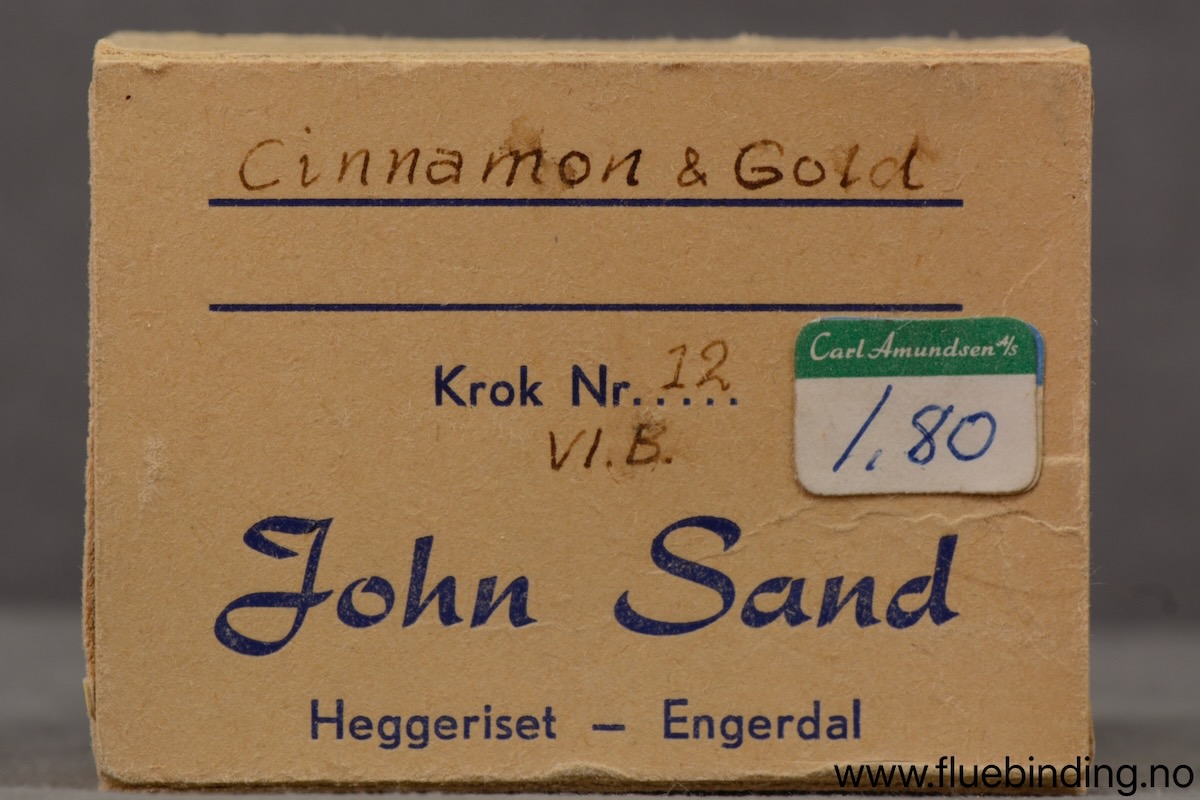 Cinnamon & Gold
Krok Nr. 12
VI.B.
Carl Amundsen A/S
1.80
John Sand
Heggeriset – Engerdal
www.fluebinding.no